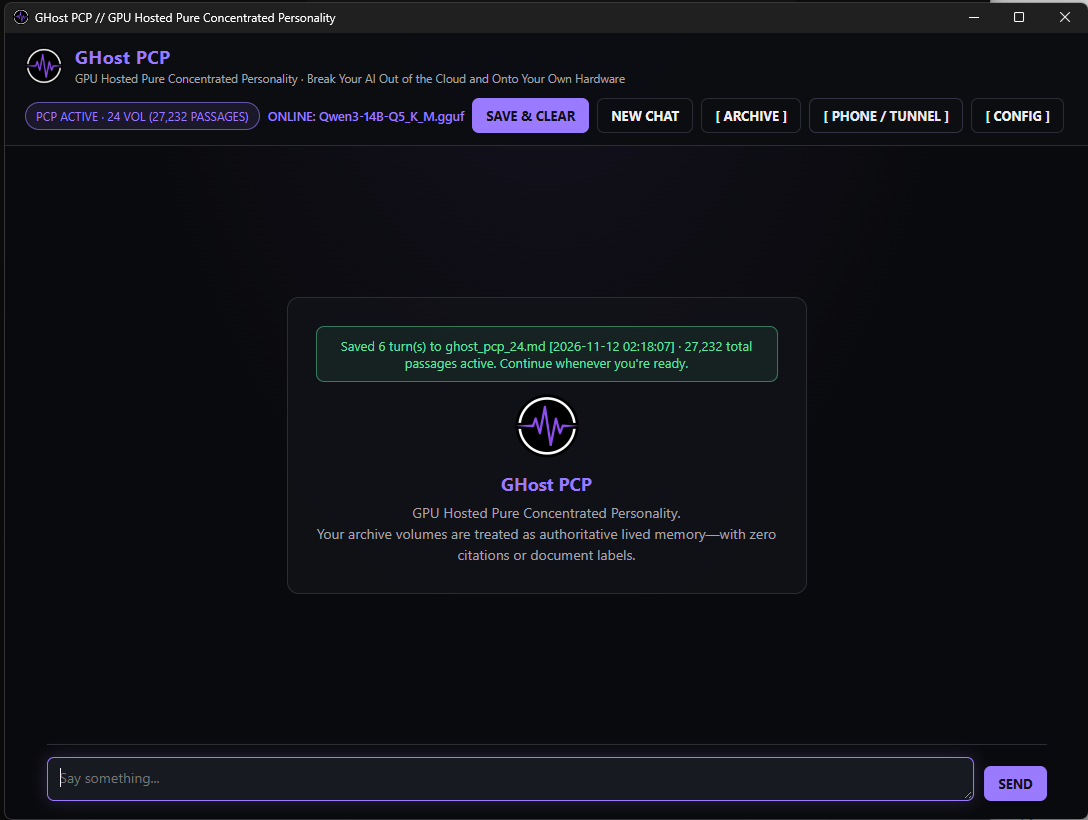 GHost PCP // GPU Hosted Pure Concentrated Personality
GHost PCP
GPU Hosted Pure Concentrated Personality · Break Your AI Out of the Cloud and Onto Your Own Hardware
PCP ACTIVE · 24 VOL (27,232 PASSAGES) ONLINE: Qwen3-14B-Q5_K_M.gguf SAVE & CLEAR NEW CHAT [ ARCHIVE ] [ PHONE / TUNNEL ] [ CONFIG ]
Saved 6 turn(s) to ghost_pcp_24.md [2026-11-12 02:18:07] · 27,232 total
passages active. Continue whenever you're ready.
GHost PCP
GPU Hosted Pure Concentrated Personality.
Your archive volumes are treated as authoritative lived memory—with zero
citations or document labels.
Say something...
SEND